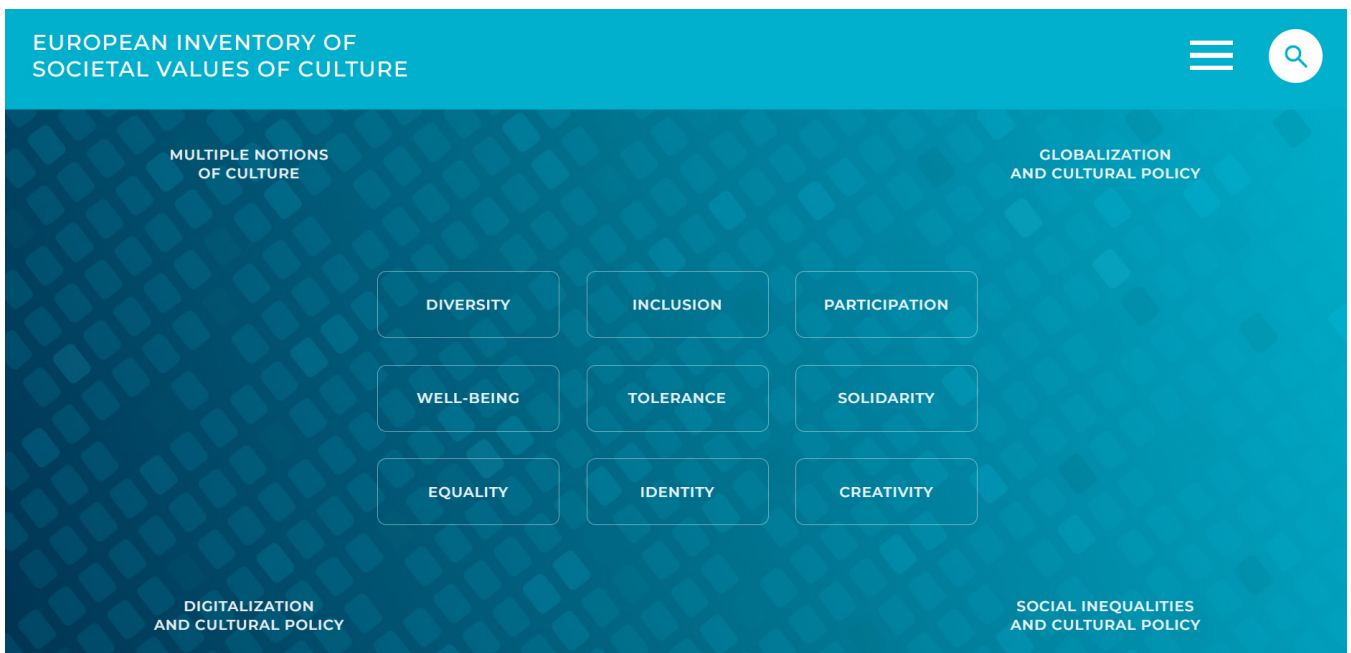 EUROPEAN INVENTORY OF
SOCIETAL VALUES OF CULTURE
MULTIPLE NOTIONS
OF CULTURE
GLOBALIZATION
AND CULTURAL POLICY
DIVERSITY
INCLUSION
PARTICIPATION
WELL-BEING
TOLERANCE
SOLIDARITY
EQUALITY
IDENTITY
CREATIVITY
DIGITALIZATION
AND CULTURAL POLICY
SOCIAL INEQUALITIES
AND CULTURAL POLICY